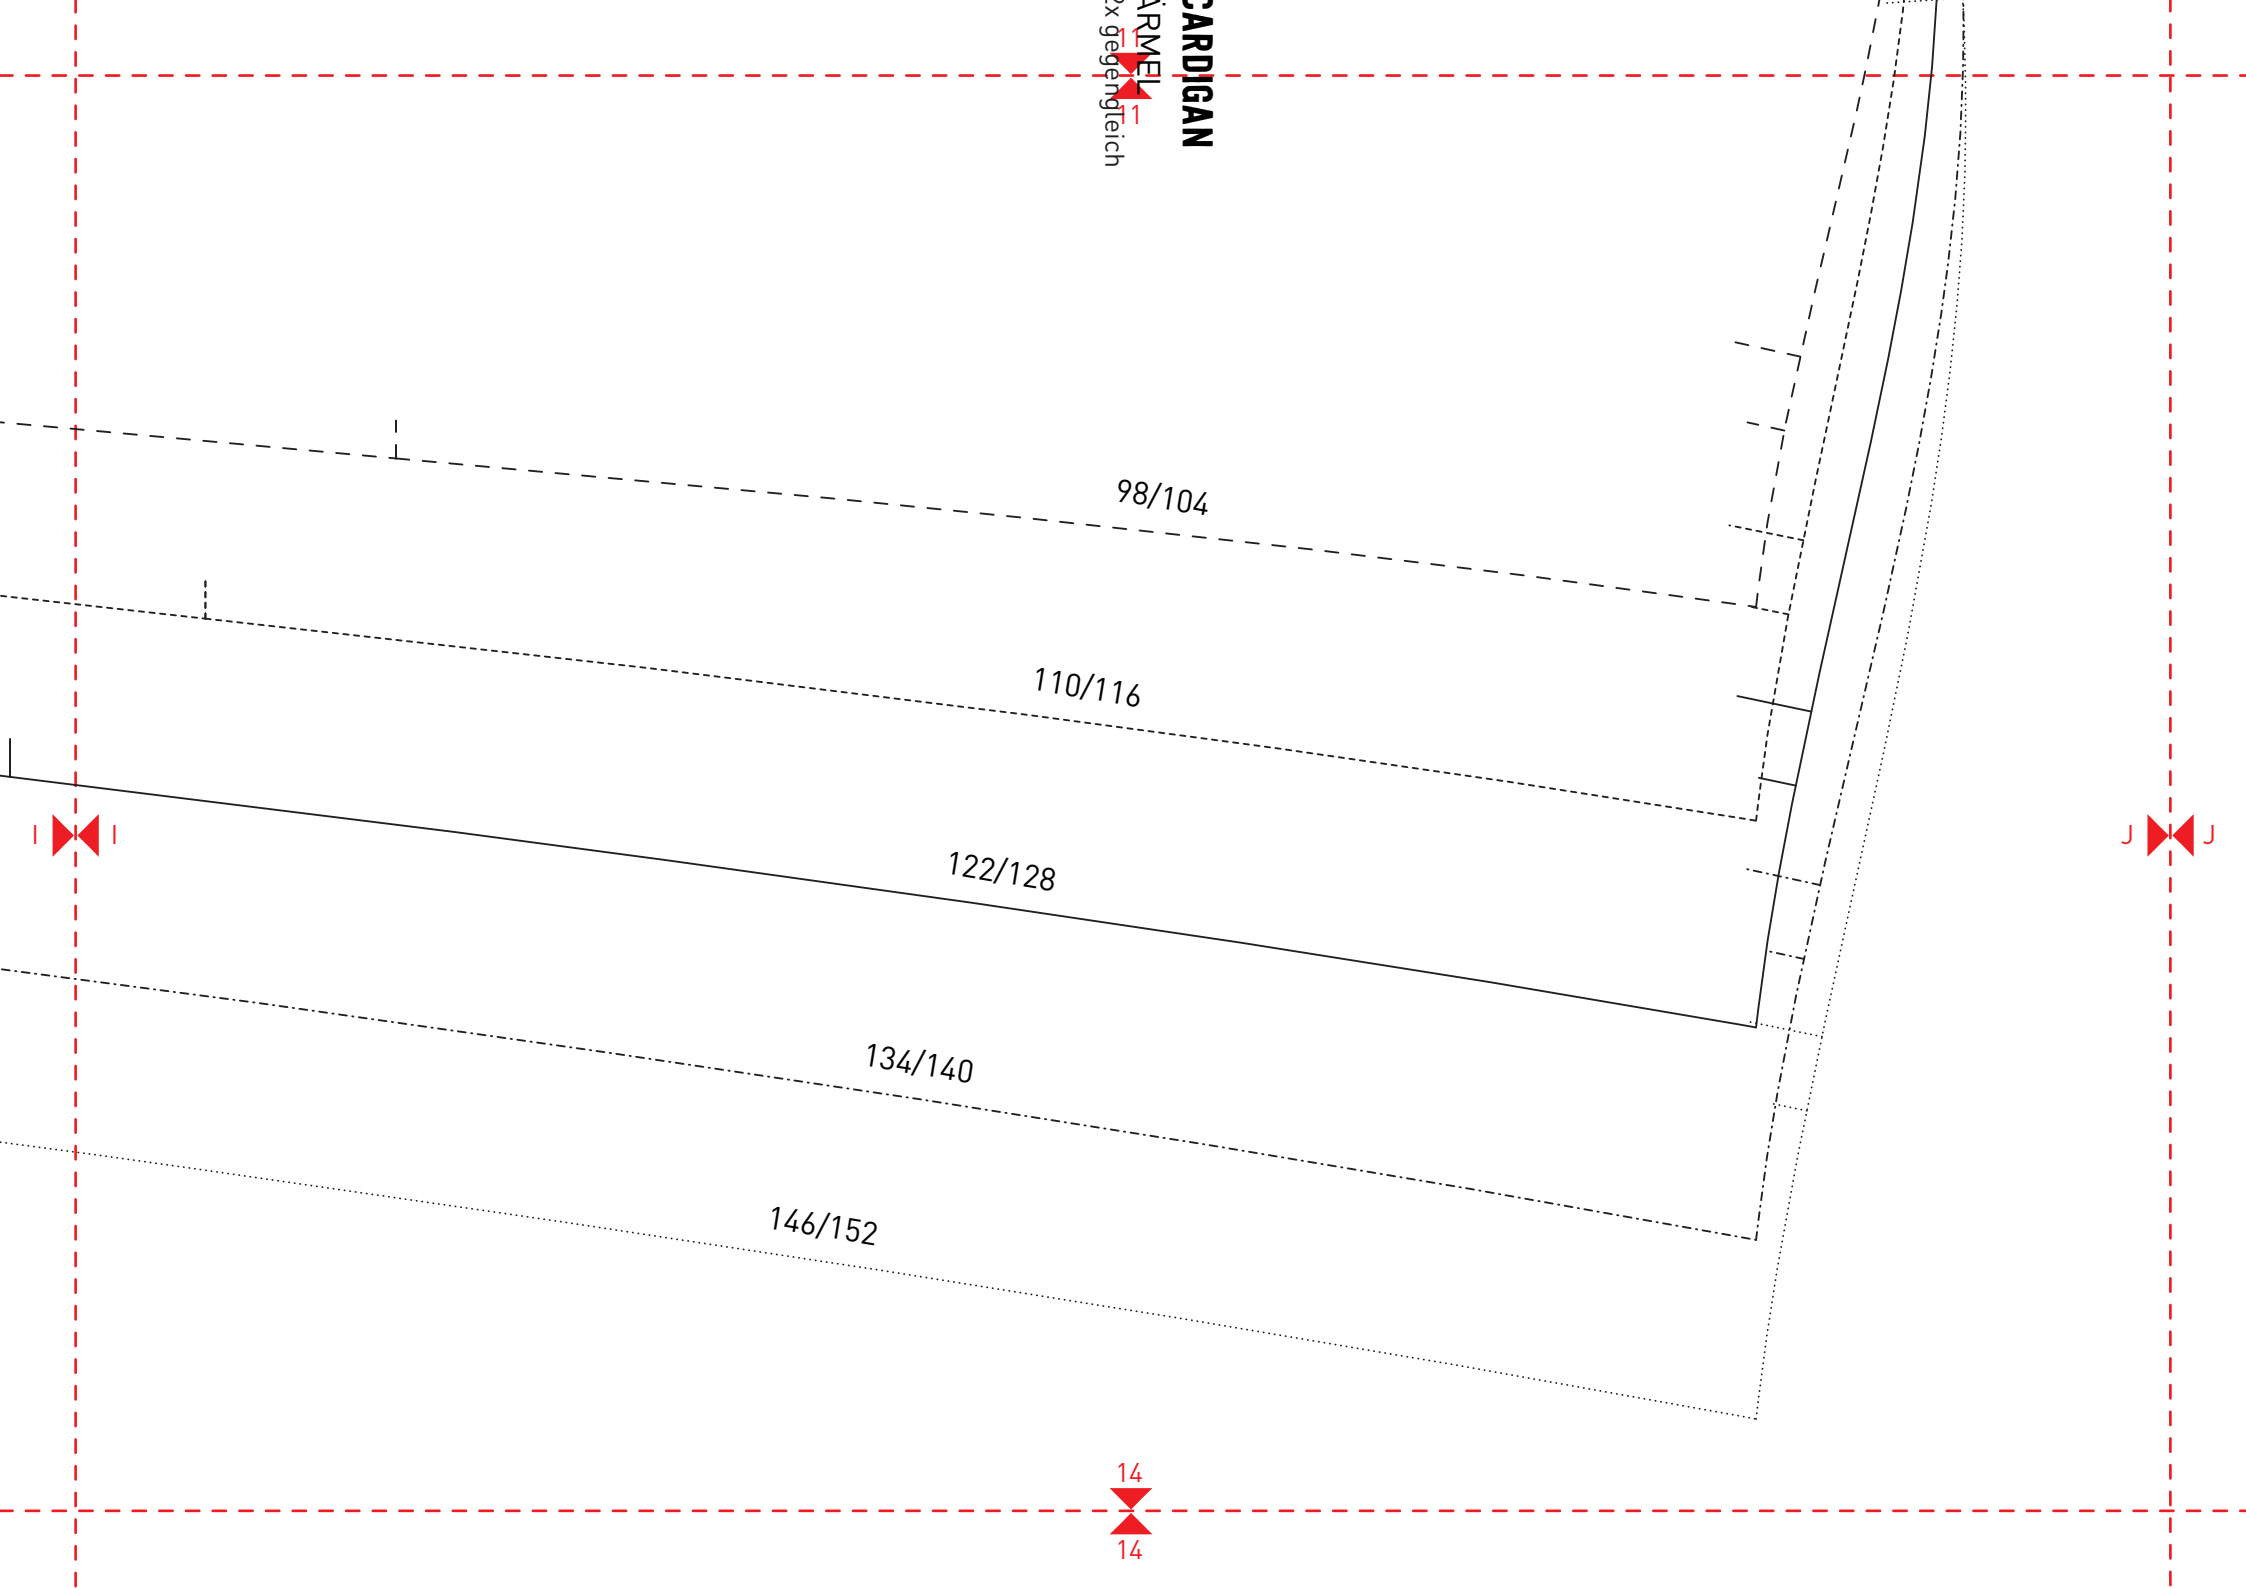 CARDIGAN
ÄRMEL
2x gegengleich
11
11
98/104
110/116
122/128
I I
J J
134/140
146/152
14
14